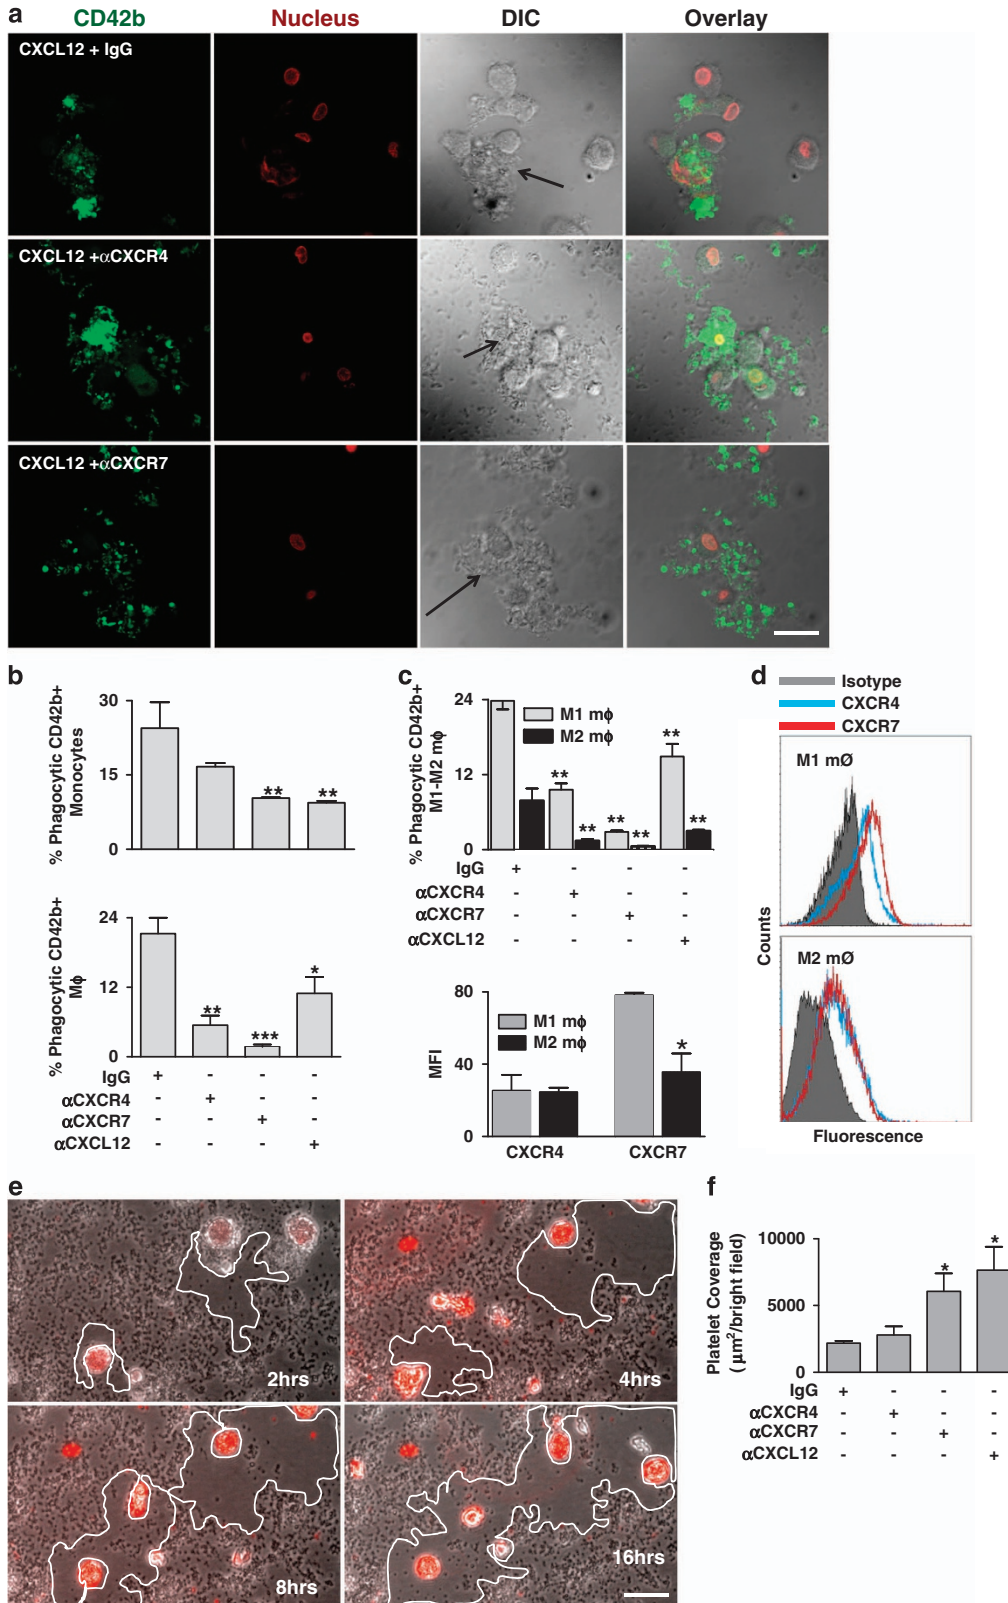 a
CD42b Nucleus DIC Overlay
CXCL12 + IgG
CXCL12 +αCXCR4
CXCL12 +αCXCR7
b
% Phagocytic CD42b+
Monocytes
30
15
0
** **
% Phagocytic CD42b+
Mϕ
24
12
0
** *** *
IgG + - - -
αCXCR4 - + - -
αCXCR7 - - + -
αCXCL12 - - - +
c
% Phagocytic CD42b+
M1-M2 mϕ
24
12
0
M1 mϕ
M2 mϕ
** ** ** ** ** **
IgG + - - -
αCXCR4 - + - -
αCXCR7 - - + -
αCXCL12 - - - +
MFI
80
40
0
M1 mϕ
M2 mϕ
*
CXCR4 CXCR7
d
Isotype
CXCR4
CXCR7
M1 mØ
M2 mØ
Counts
Fluorescence
e
2hrs
4hrs
8hrs
16hrs
f
Platelet Coverage
( µm²/bright field)
10000
5000
0
* *
IgG + - - -
αCXCR4 - + - -
αCXCR7 - - + -
αCXCL12 - - - +